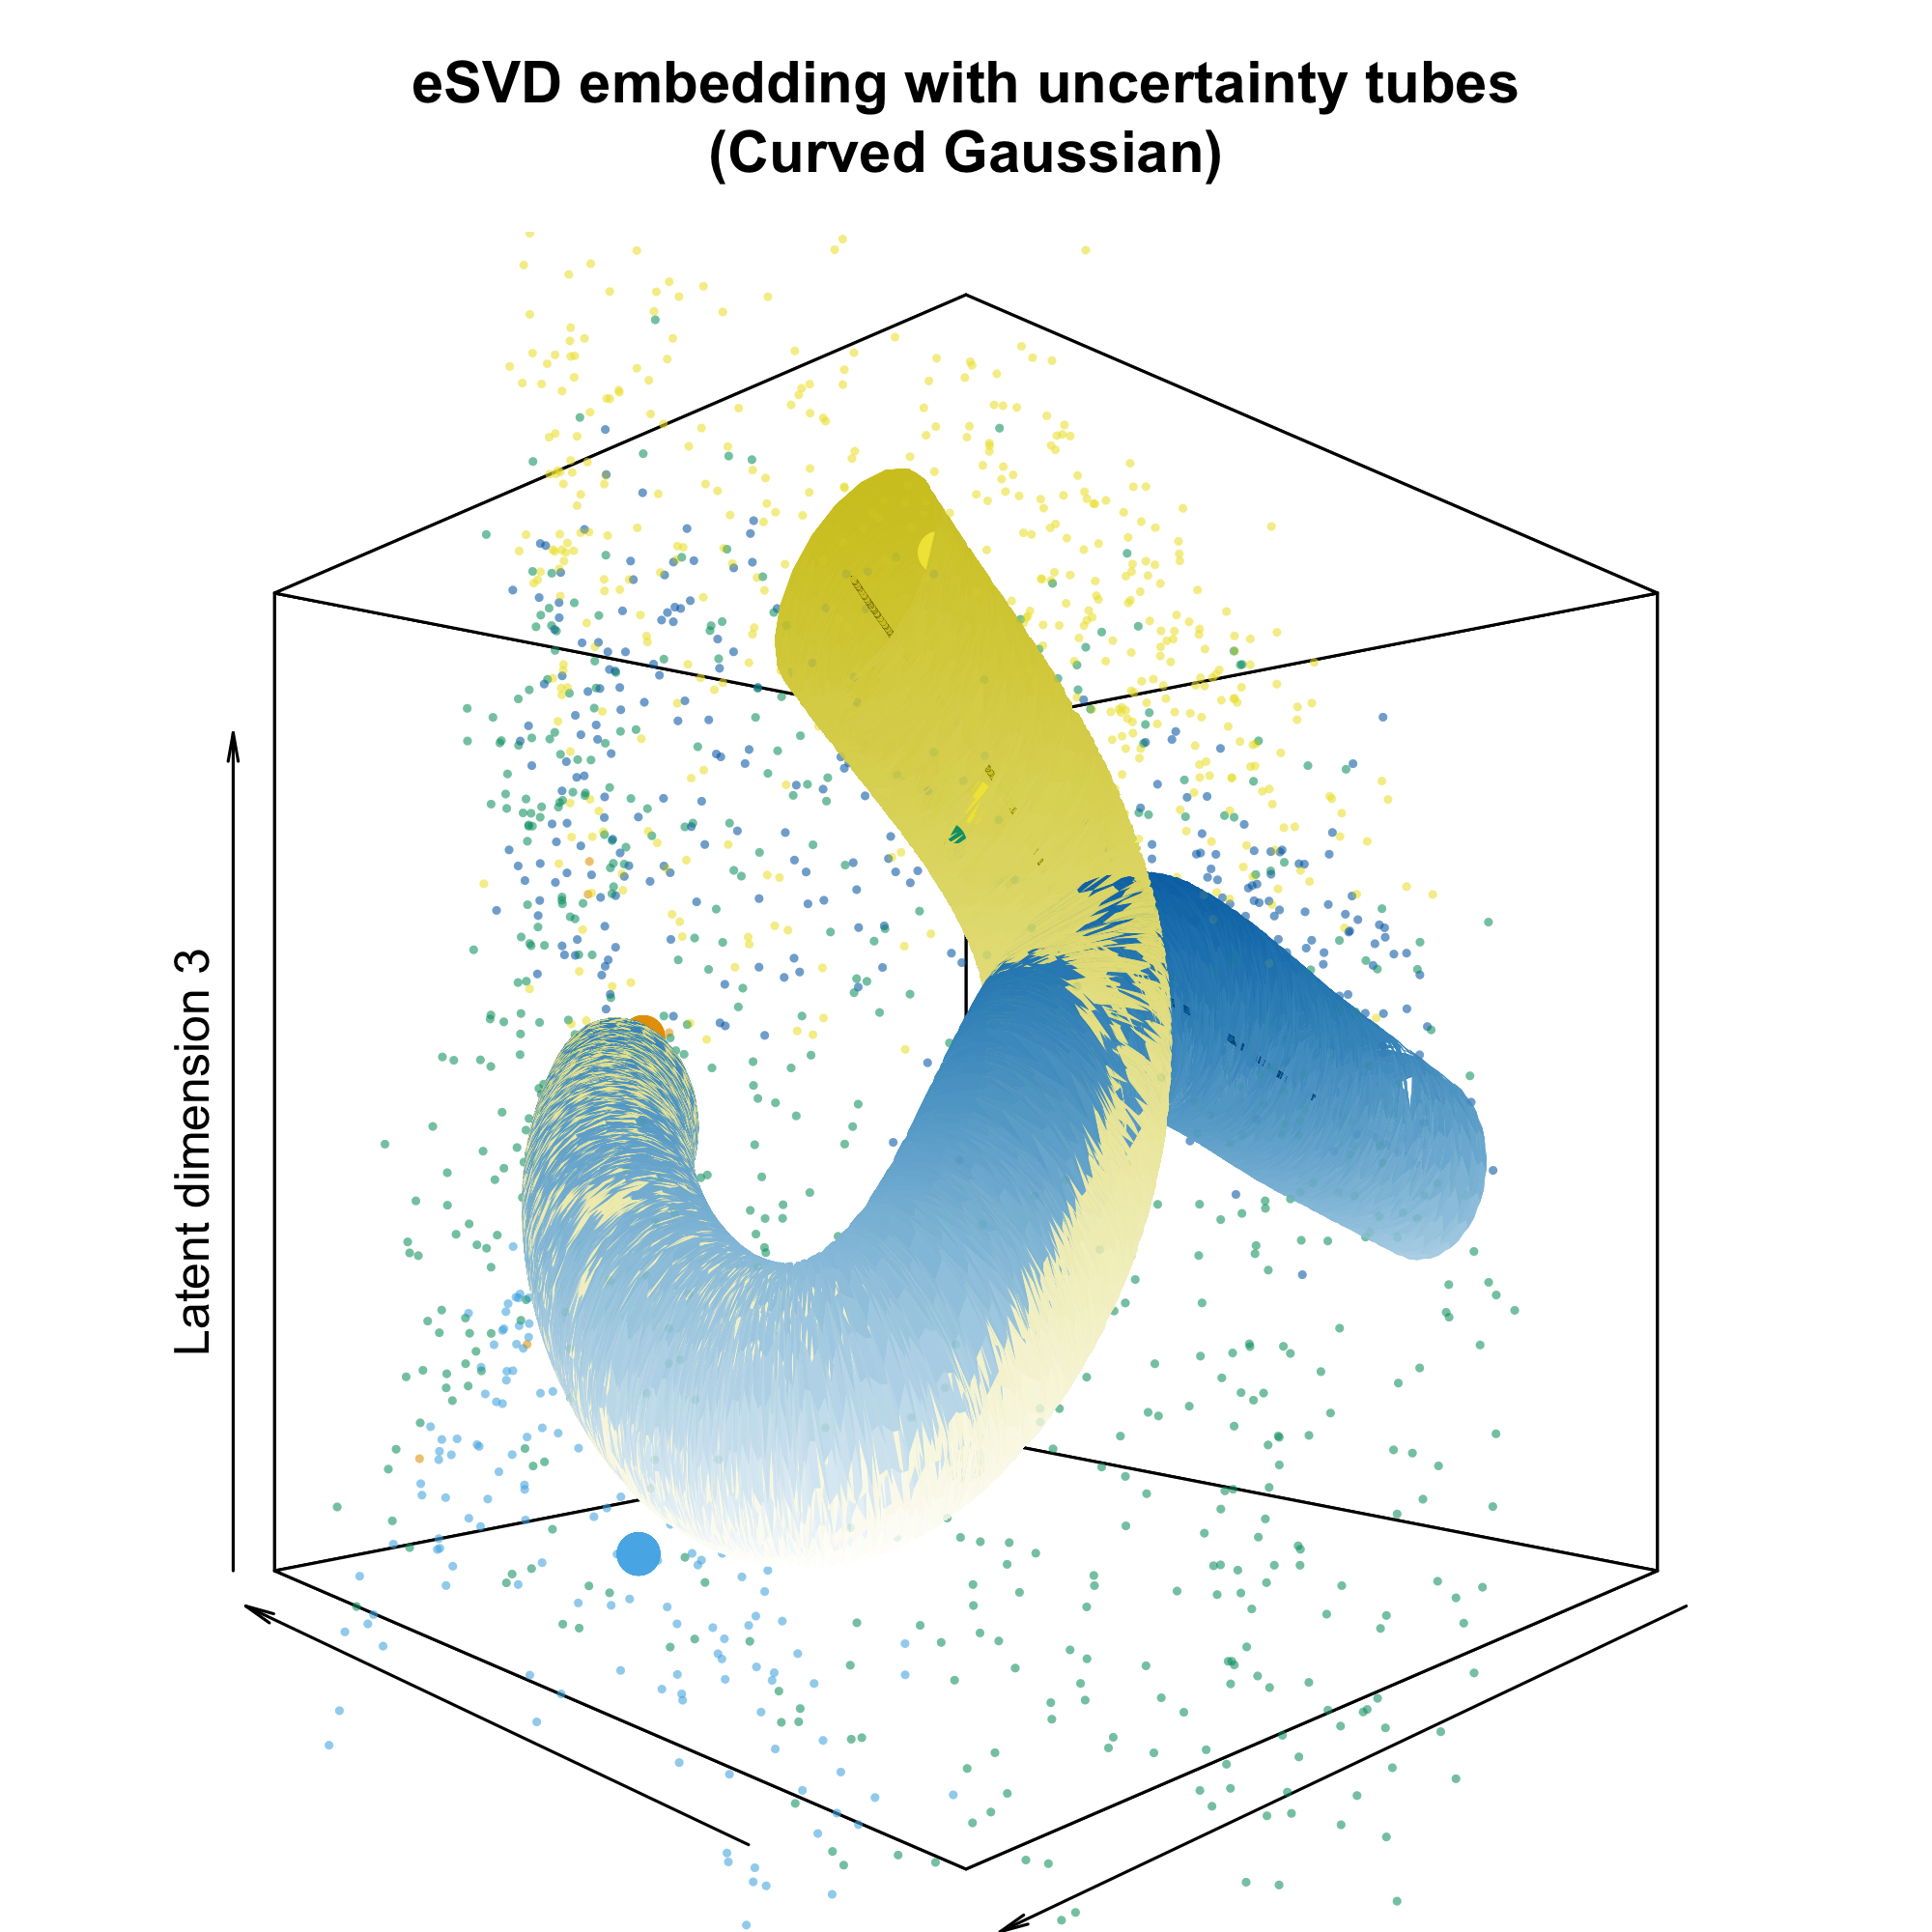 eSVD embedding with uncertainty tubes
(Curved Gaussian)
Latent dimension 3